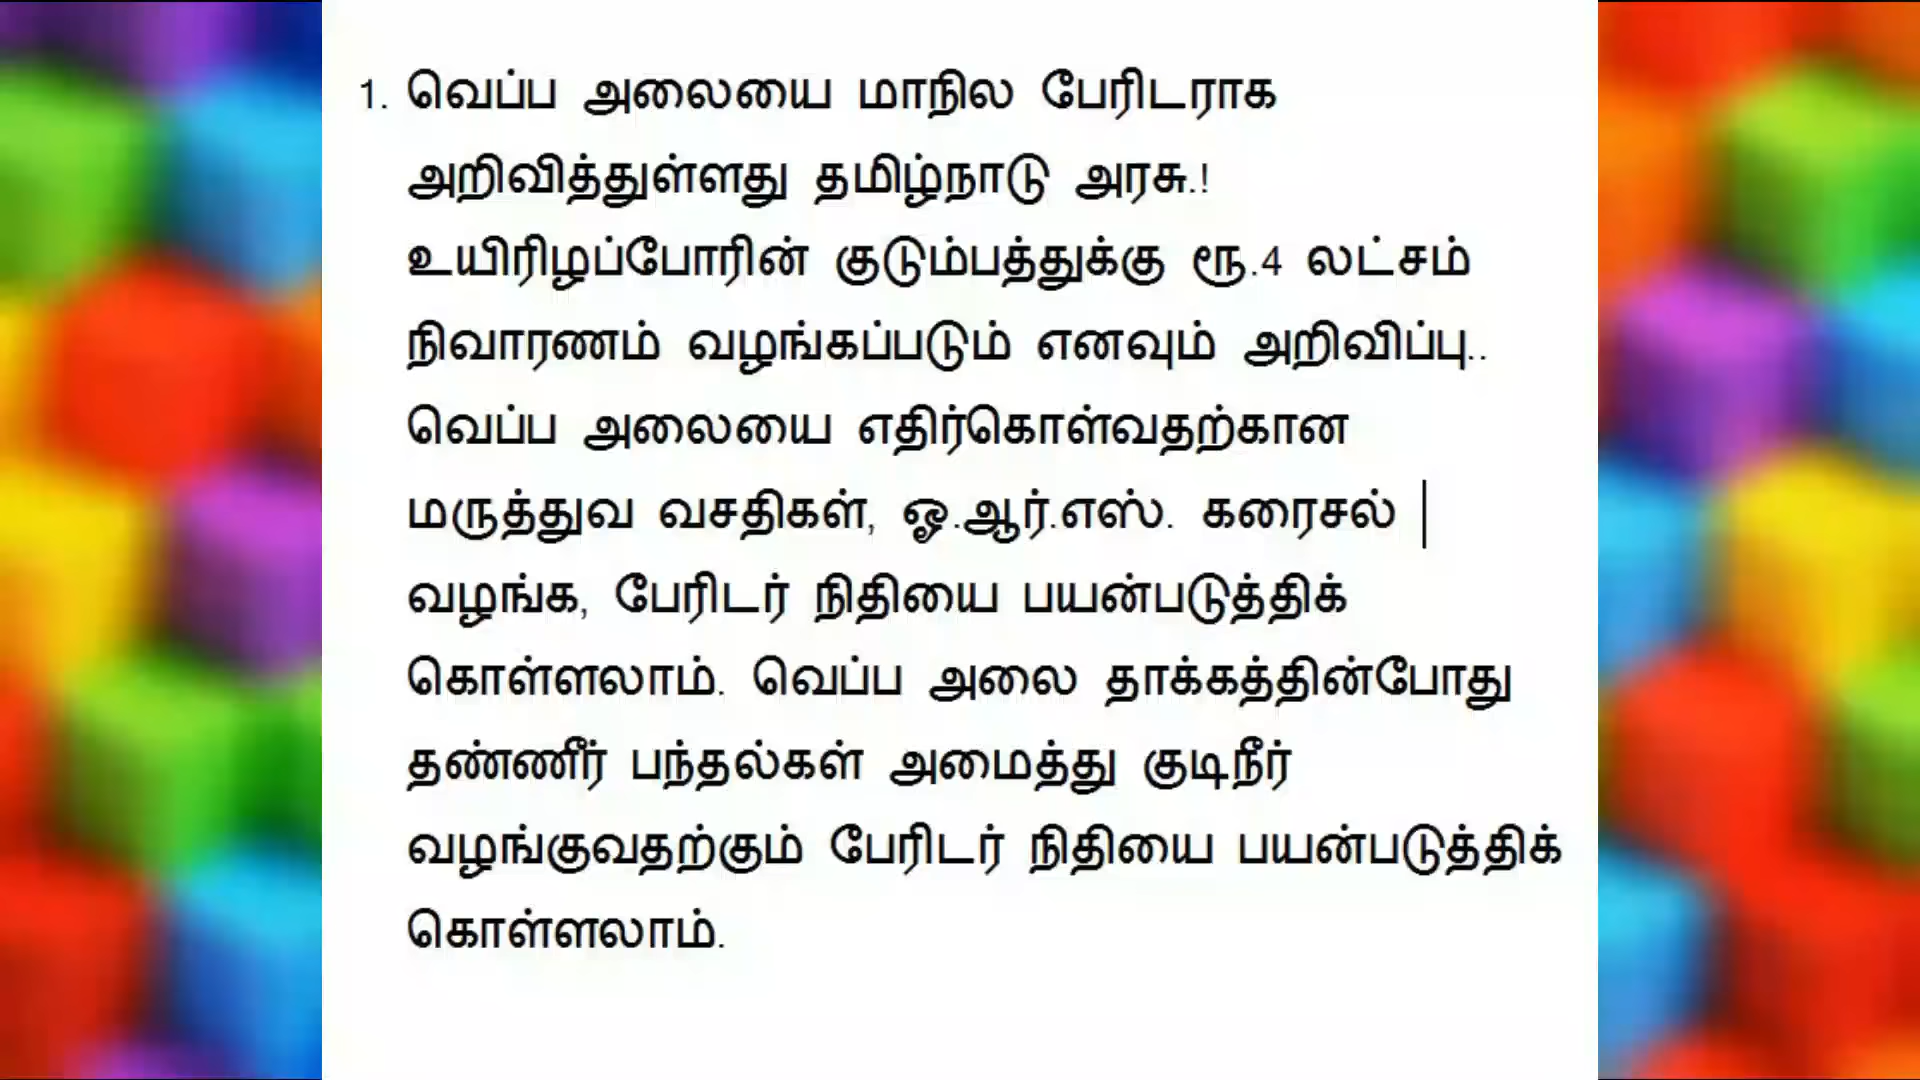 1. வெப்ப அலையை மாநில பேரிடராக
அறிவித்துள்ளது தமிழ்நாடு அரசு.!
உயிரிழப்போரின் குடும்பத்துக்கு ரூ.4 லட்சம்
நிவாரணம் வழங்கப்படும் எனவும் அறிவிப்பு..
வெப்ப அலையை எதிர்கொள்வதற்கான
மருத்துவ வசதிகள், ஓ.ஆர்.எஸ். கரைசல்
வழங்க, பேரிடர் நிதியை பயன்படுத்திக்
கொள்ளலாம். வெப்ப அலை தாக்கத்தின்போது
தண்ணீர் பந்தல்கள் அமைத்து குடிநீர்
வழங்குவதற்கும் பேரிடர் நிதியை பயன்படுத்திக்
கொள்ளலாம்.